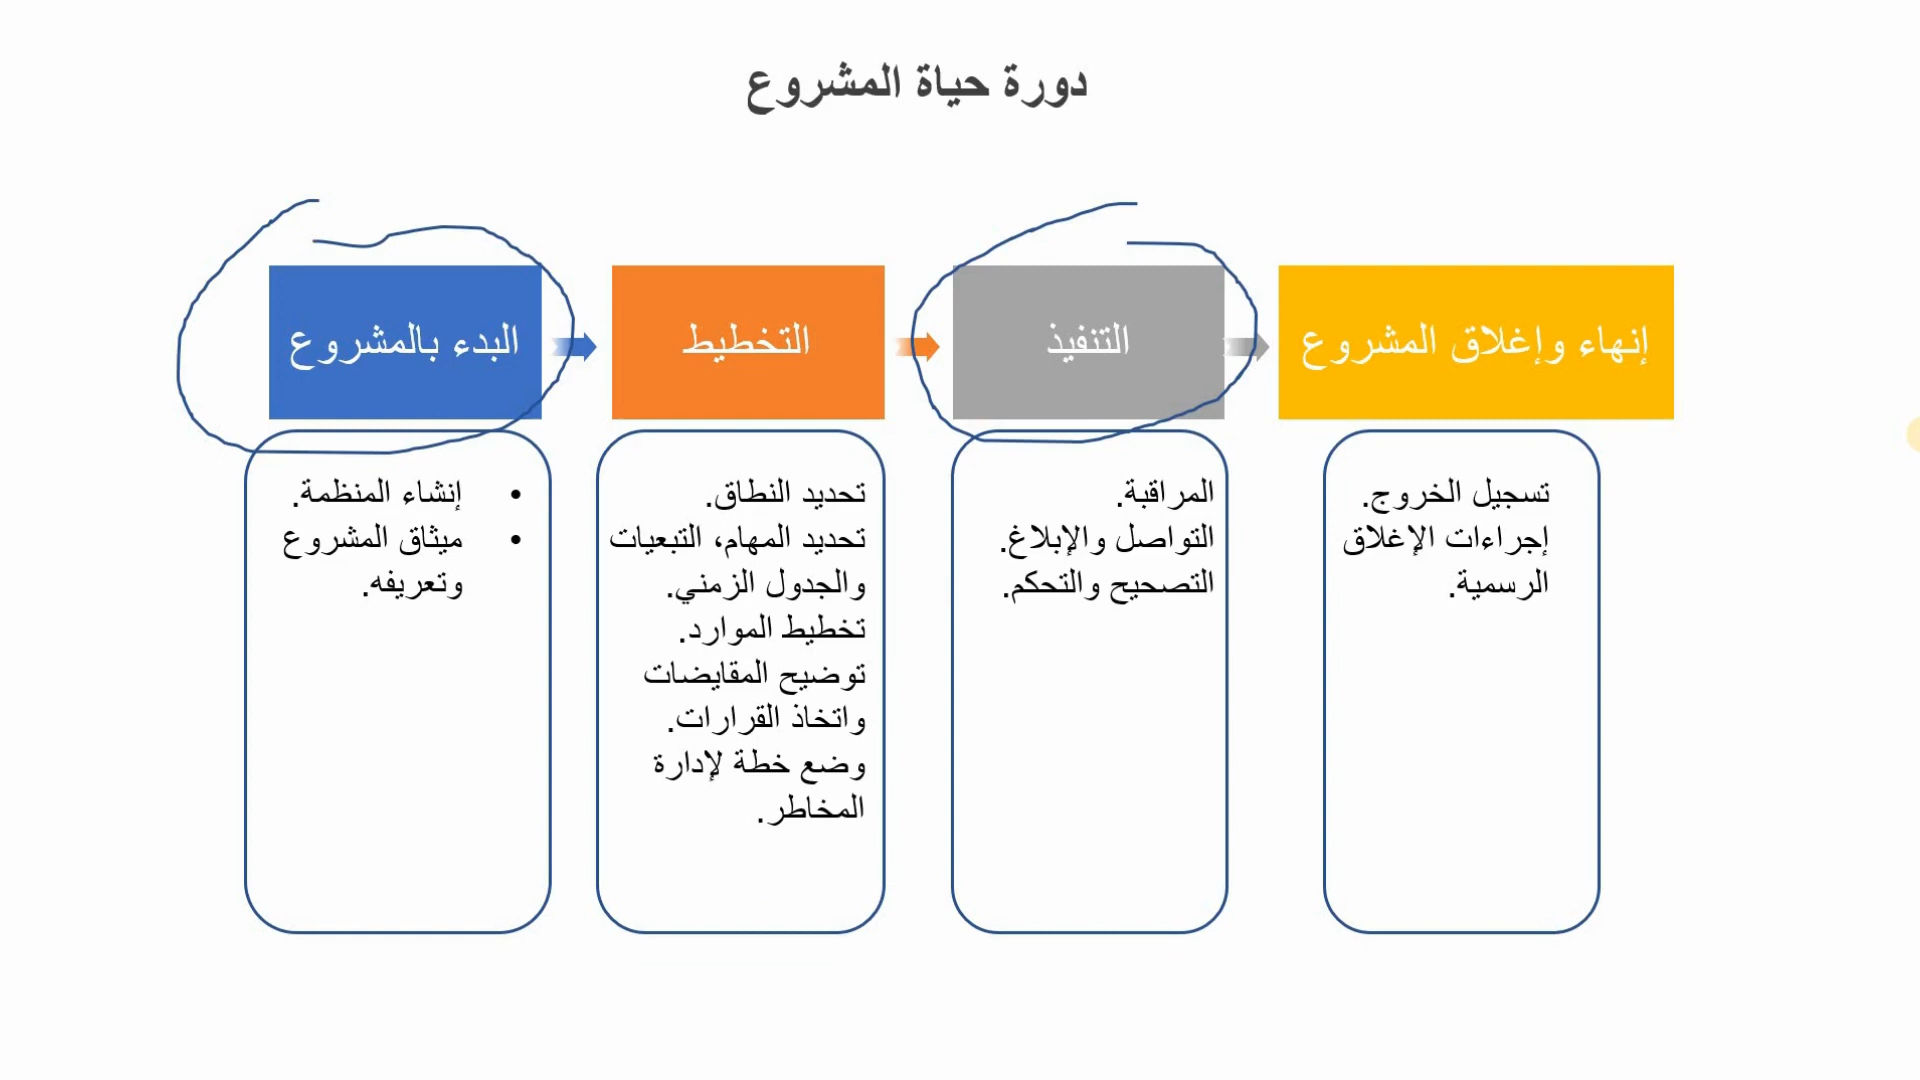 دورة حياة المشروع
البدء بالمشروع
• إنشاء المنظمة.
• ميثاق المشروع
وتعريفه.
التخطيط
تحديد النطاق.
تحديد المهام، التبعيات
والجدول الزمني.
تخطيط الموارد.
توضيح المقايضات
واتخاذ القرارات.
وضع خطة لإدارة
المخاطر.
التنفيذ
المراقبة.
التواصل والإبلاغ.
التصحيح والتحكم.
إنهاء وإغلاق المشروع
تسجيل الخروج.
إجراءات الإغلاق
الرسمية.